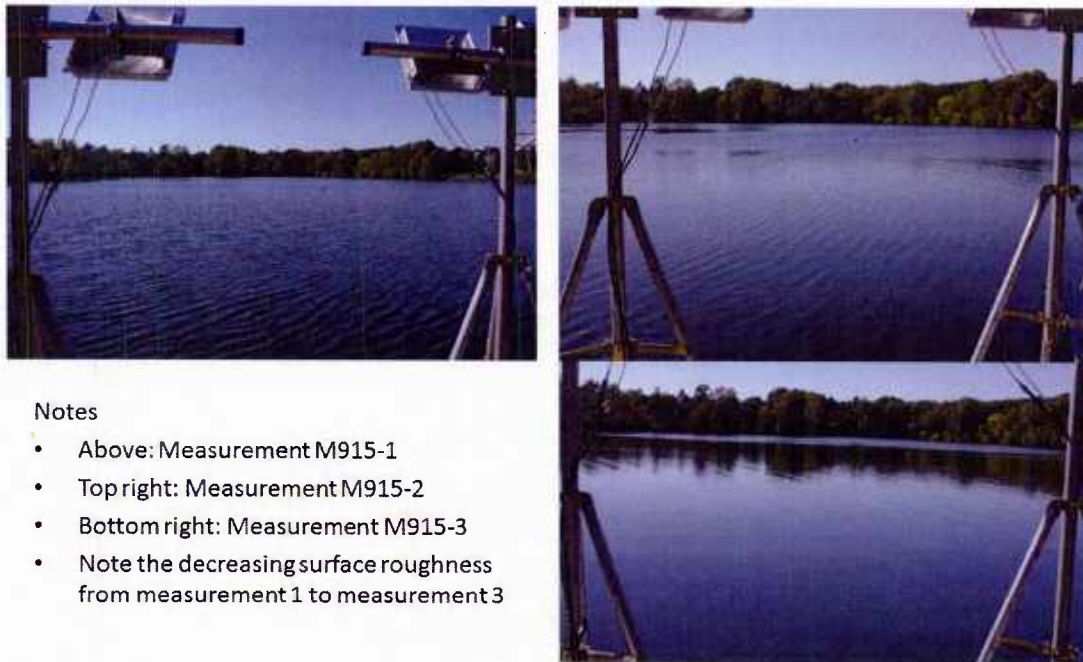 Notes
• Above: Measurement M915-1
• Top right: Measurement M915-2
• Bottom right: Measurement M915-3
• Note the decreasing surface roughness
from measurement 1 to measurement 3